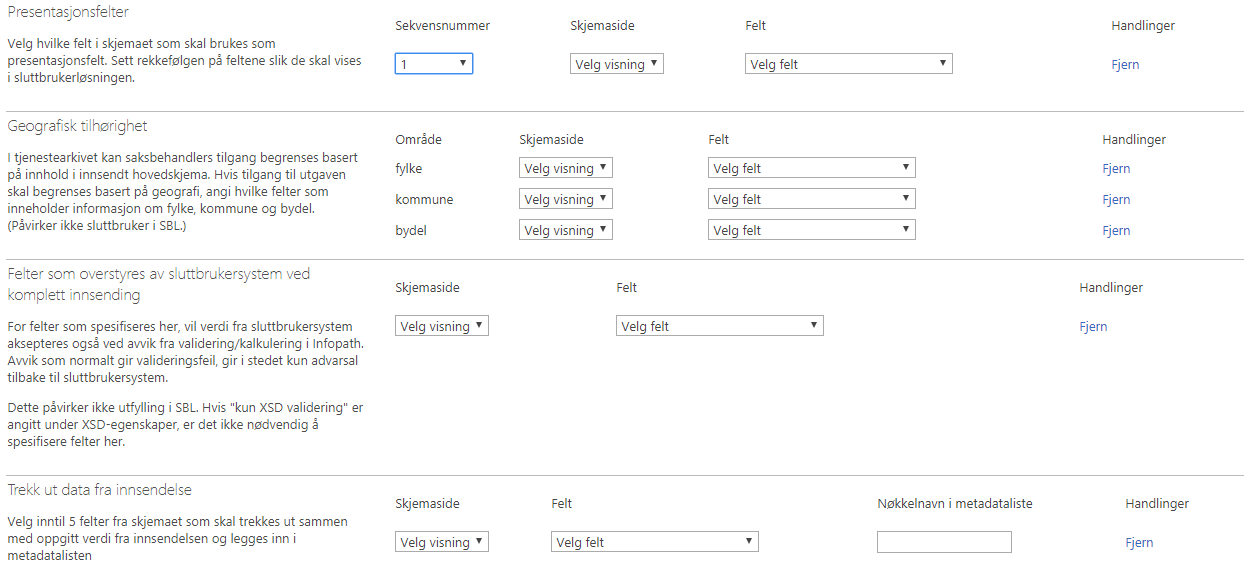 Presentasjonsfelter
Velg hvilke felt i skjemaet som skal brukes som
presentasjonsfelt. Sett rekkefølgen på feltene slik de skal vises
i sluttbrukerløsningen.
Sekvensnummer Skjemaside Felt Handlinger
1 Velg visning Velg felt Fjern
Geografisk tilhørighet
I tjenestearkivet kan saksbehandlers tilgang begrenses basert
på innhold i innsendt hovedskjema. Hvis tilgang til utgaven
skal begrenses basert på geografi, angi hvilke felter som
inneholder informasjon om fylke, kommune og bydel.
(Påvirker ikke sluttbruker i SBL.)
Område Skjemaside Felt Handlinger
fylke Velg visning Velg felt Fjern
kommune Velg visning Velg felt Fjern
bydel Velg visning Velg felt Fjern
Felter som overstyres av sluttbrukersystem ved
komplett innsending
For felter som spesifiseres her, vil verdi fra sluttbrukersystem
aksepteres også ved avvik fra validering/kalkulering i Infopath.
Avvik som normalt gir valideringsfeil, gir i stedet kun advarsal
tilbake til sluttbrukersystem.
Dette påvirker ikke utfylling i SBL. Hvis "kun XSD validering" er
angitt under XSD-egenskaper, er det ikke nødvendig å
spesifisere felter her.
Skjemaside Felt Handlinger
Velg visning Velg felt Fjern
Trekk ut data fra innsendelse
Velg inntil 5 felter fra skjemaet som skal trekkes ut sammen
med oppgitt verdi fra innsendelsen og legges inn i
metadatalisten
Skjemaside Felt Nøkkelnavn i metadataliste Handlinger
Velg visning Velg felt Fjern